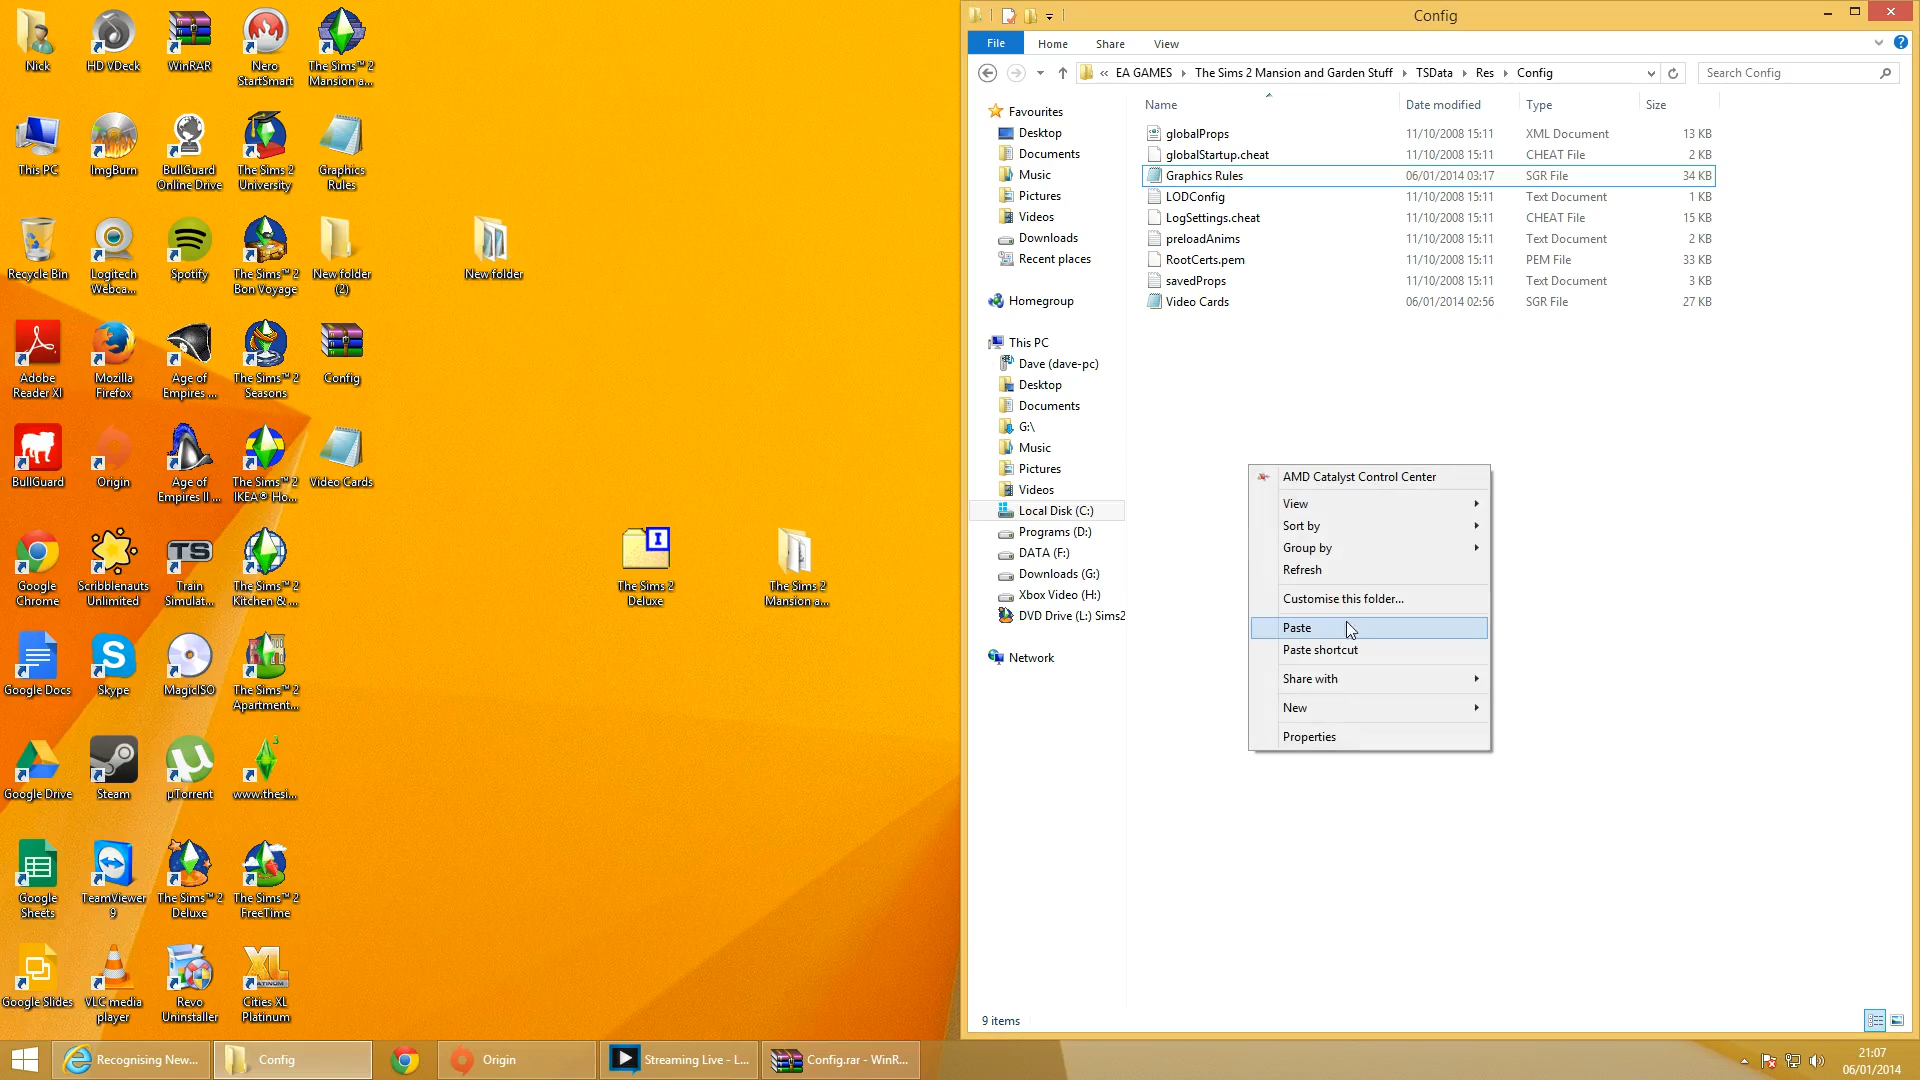 Nick
HD VDeck
WinRAR
Nero
StartSmart
The Sims™ 2
Mansion a...
This PC
ImgBurn
BullGuard
Online Drive
The Sims 2
University
Graphics
Rules
Recycle Bin
Logitech
Webca...
Spotify
The Sims™ 2
Bon Voyage
New folder
(2)
New folder
Adobe
Reader XI
Mozilla
Firefox
Age of
Empires ...
The Sims™ 2
Seasons
Config
BullGuard
Origin
Age of
Empires II ...
The Sims™ 2
IKEA® Ho...
Video Cards
Google
Chrome
Scribblenauts
Unlimited
TS
Train
Simulat...
The Sims™ 2
Kitchen & ...
I
The Sims 2
Deluxe
The Sims 2
Mansion a...
Google Docs
Skype
MagicISO
The Sims™ 2
Apartment...
Google Drive
Steam
µTorrent
3
www.thesi...
Google
Sheets
TeamViewer
9
The Sims™ 2
Deluxe
The Sims™ 2
FreeTime
Google Slides
VLC media
player
Revo
Uninstaller
XL
PLATINUM
Cities XL
Platinum
Config
File
Home
Share
View
« EA GAMES
The Sims 2 Mansion and Garden Stuff
TSData
Res
Config
Search Config
Name
Date modified
Type
Size
globalProps 11/10/2008 15:11 XML Document 13 KB
globalStartup.cheat 11/10/2008 15:11 CHEAT File 2 KB
Graphics Rules 06/01/2014 03:17 SGR File 34 KB
LODConfig 11/10/2008 15:11 Text Document 1 KB
LogSettings.cheat 11/10/2008 15:11 CHEAT File 15 KB
preloadAnims 11/10/2008 15:11 Text Document 2 KB
RootCerts.pem 11/10/2008 15:11 PEM File 33 KB
savedProps 11/10/2008 15:11 Text Document 3 KB
Video Cards 06/01/2014 02:56 SGR File 27 KB
Favourites
Desktop
Documents
Music
Pictures
Videos
Downloads
Recent places
Homegroup
This PC
Dave (dave-pc)
Desktop
Documents
G:\
Music
Pictures
Videos
Local Disk (C:)
Programs (D:)
DATA (F:)
Downloads (G:)
Xbox Video (H:)
DVD Drive (L:) Sims2
Network
AMD Catalyst Control Center
View
Sort by
Group by
Refresh
Customise this folder...
Paste
Paste shortcut
Share with
New
Properties
9 items
Recognising New...
Config
Origin
Streaming Live - L...
Config.rar - WinR...
21:07
06/01/2014